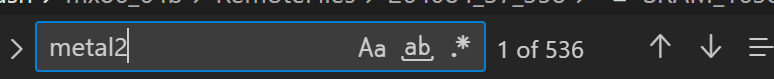 metal2 Aa ab .* 1 of 536